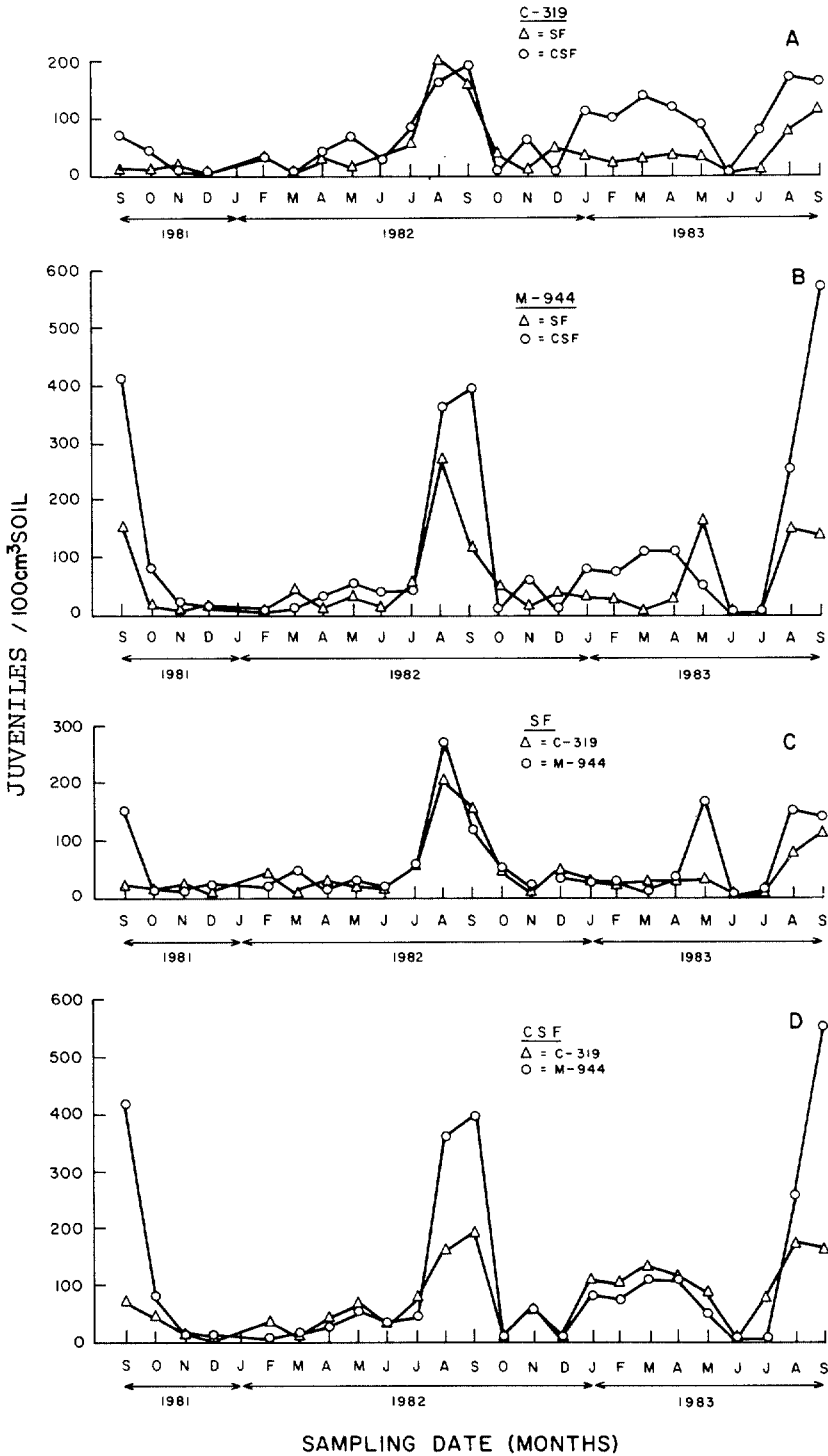 C-319
△ = SF
○ = CSF
A
200
100
0
S O N D J F M A M J J A S O N D J F M A M J J A S
1981 1982 1983
B
M-944
△ = SF
○ = CSF
600
500
400
300
200
100
0
S O N D J F M A M J J A S O N D J F M A M J J A S
1981 1982 1983
JUVENILES / 100cm³SOIL
C
SF
△ = C-319
○ = M-944
300
200
100
0
S O N D J F M A M J J A S O N D J F M A M J J A S
1981 1982 1983
D
CSF
△ = C-319
○ = M-944
600
500
400
300
200
100
0
S O N D J F M A M J J A S O N D J F M A M J J A S
1981 1982 1983
SAMPLING DATE (MONTHS)